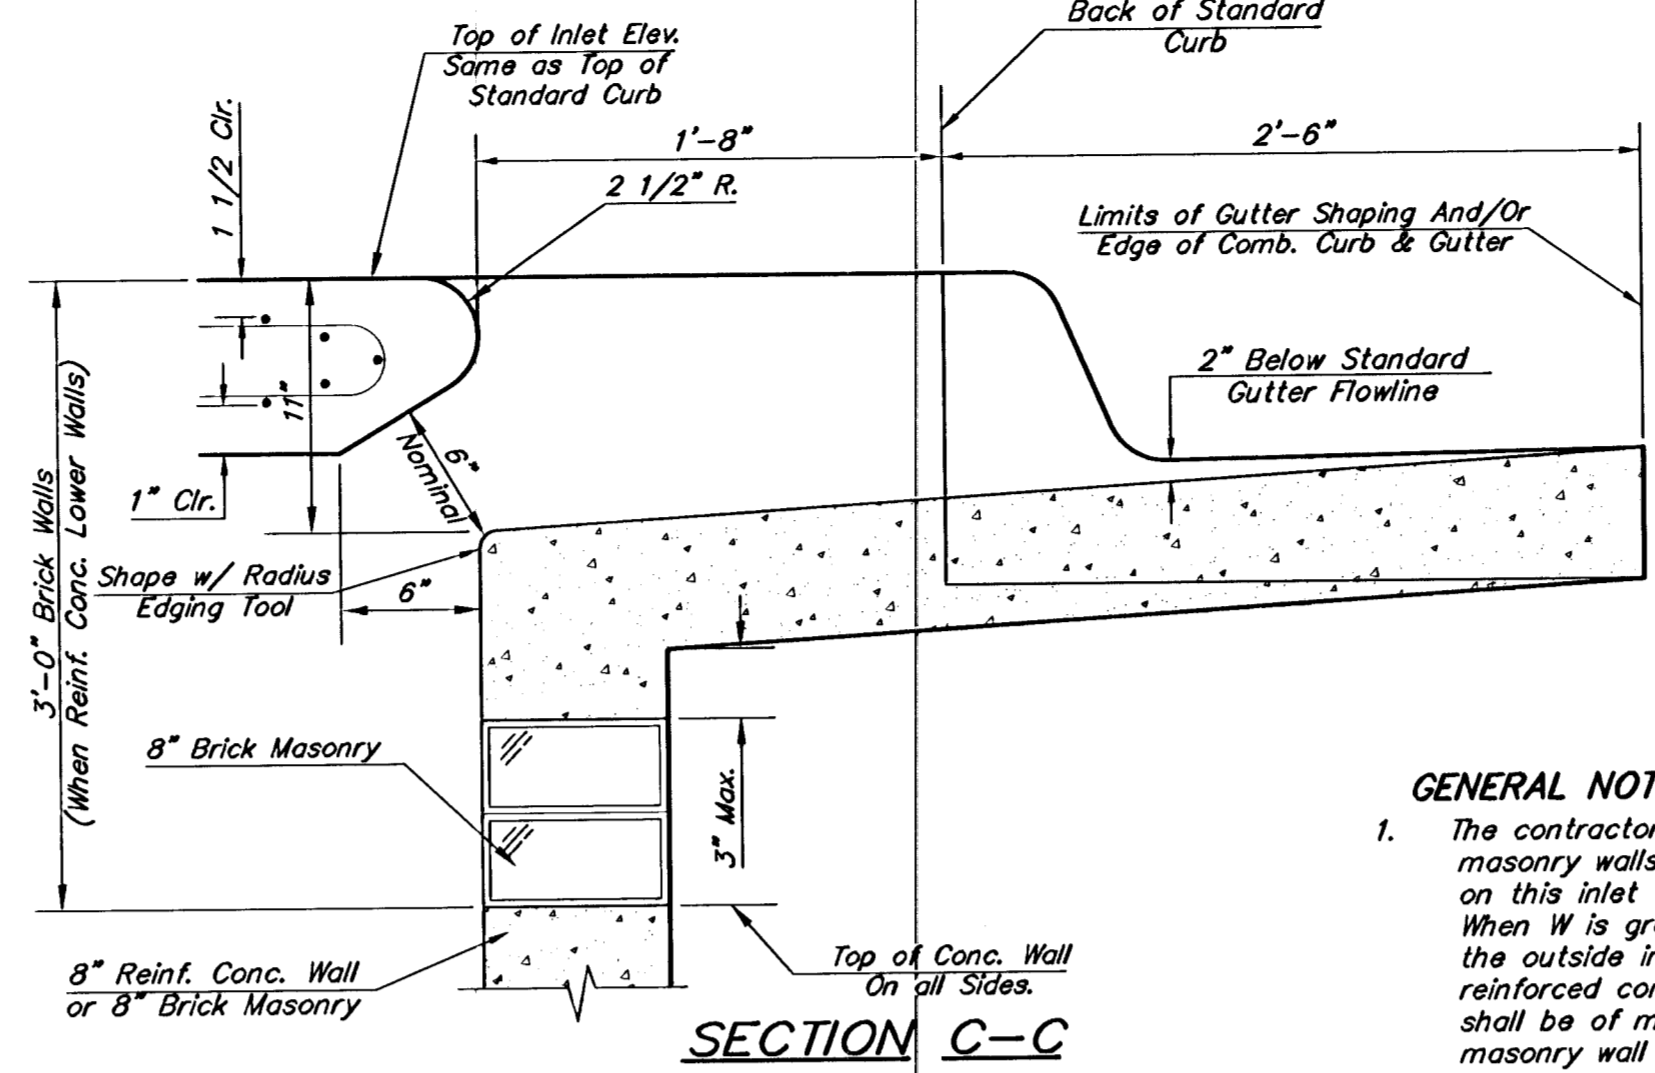 Back of Standard
Curb
Top of Inlet Elev.
Same as Top of
Standard Curb
1 1/2 Clr.
1'-8"
2'-6"
2 1/2" R.
Limits of Gutter Shaping And/Or
Edge of Comb. Curb & Gutter
2" Below Standard
Gutter Flowline
11"
6"
Nominal
1" Clr.
3'-0" Brick Walls
(When Reinf. Conc. Lower Walls)
Shape w/ Radius
Edging Tool
6"
8" Brick Masonry
3" Max.
8" Reinf. Conc. Wall
or 8" Brick Masonry
Top of Conc. Wall
On all Sides.
SECTION C-C
GENERAL NOT
1. The contractor
masonry walls
on this inlet
When W is gr
the outside in
reinforced con
shall be of m
masonry wall